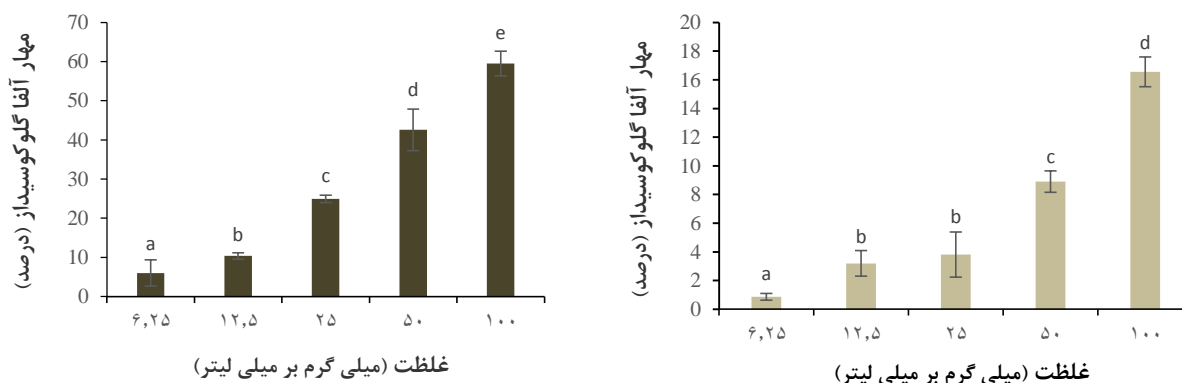 مهار آلفا گلوکوسیداز (درصد)
70
60
50
40
30
20
10
0
a
b
c
d
e
۶,۲۵ ۱۲,۵ ۲۵ ۵۰ ۱۰۰
غلظت (میلی گرم بر میلی لیتر)
مهار آلفا گلوکوسیداز (درصد)
20
18
16
14
12
10
8
6
4
2
0
a
b
b
c
d
۶,۲۵ ۱۲,۵ ۲۵ ۵۰ ۱۰۰
غلظت (میلی گرم بر میلی لیتر)